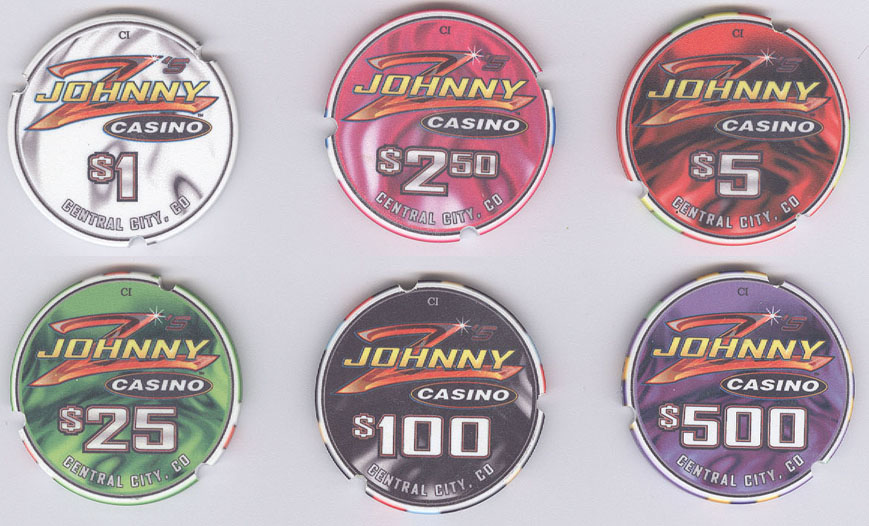 CI
JOHNNY Z'S
CASINO
$1
CENTRAL CITY, CO
CI
JOHNNY Z'S
CASINO
$2.50
CENTRAL CITY, CO
CI
JOHNNY Z'S
CASINO
$5
CENTRAL CITY, CO
CI
JOHNNY Z'S
CASINO
$25
CENTRAL CITY, CO
CI
JOHNNY Z'S
CASINO
$100
CENTRAL CITY, CO
CI
JOHNNY Z'S
CASINO
$500
CENTRAL CITY, CO